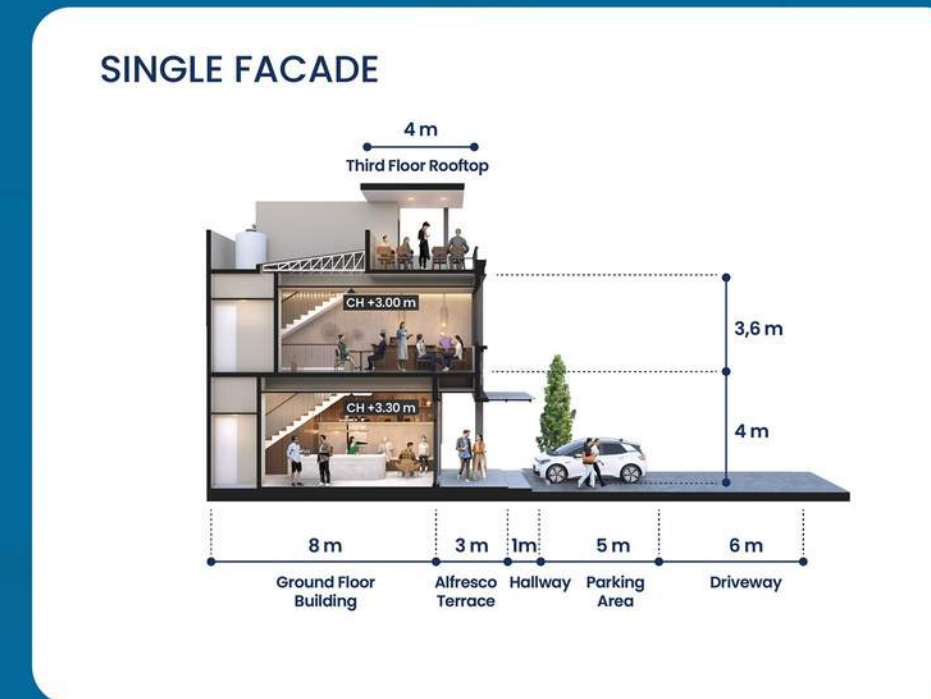 SINGLE FACADE
4 m
Third Floor Rooftop
CH +3.00 m
3,6 m
CH +3.30 m
4 m
8 m
3 m
1m
5 m
6 m
Ground Floor
Building
Alfresco
Terrace
Hallway
Parking
Area
Driveway